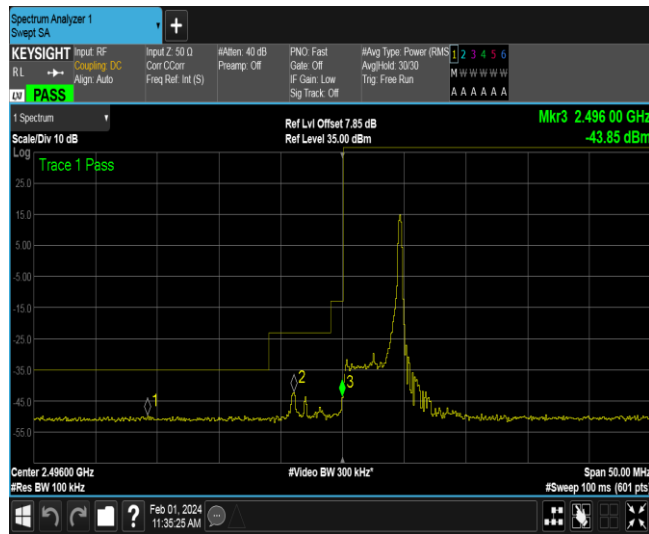 Spectrum Analyzer 1
Swept SA
+
KEYSIGHT
RL
LXI PASS
Input: RF
Coupling: DC
Align: Auto
Input Z: 50 Ω
Corr CCorr
Freq Ref: Int (S)
#Atten: 40 dB
Preamp: Off
PNO: Fast
Gate: Off
IF Gain: Low
Sig Track: Off
#Avg Type: Power (RMS
Avg|Hold: 30/30
Trig: Free Run
1 2 3 4 5 6
M W W W W W
A A A A A A
1 Spectrum
Scale/Div 10 dB
Ref Lvl Offset 7.85 dB
Ref Level 35.00 dBm
Mkr3 2.496 00 GHz
-43.85 dBm
Log
Trace 1 Pass
25.0
15.0
5.00
-5.00
-15.0
-25.0
-35.0
-45.0
-55.0
1
2
3
Center 2.49600 GHz
#Res BW 100 kHz
#Video BW 300 kHz*
Span 50.00 MHz
#Sweep 100 ms (601 pts)
?
Feb 01, 2024
11:35:25 AM